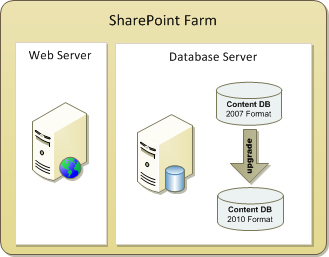 SharePoint Farm
Web Server
Database Server
Content DB
2007 Format
upgrade
Content DB
2010 Format